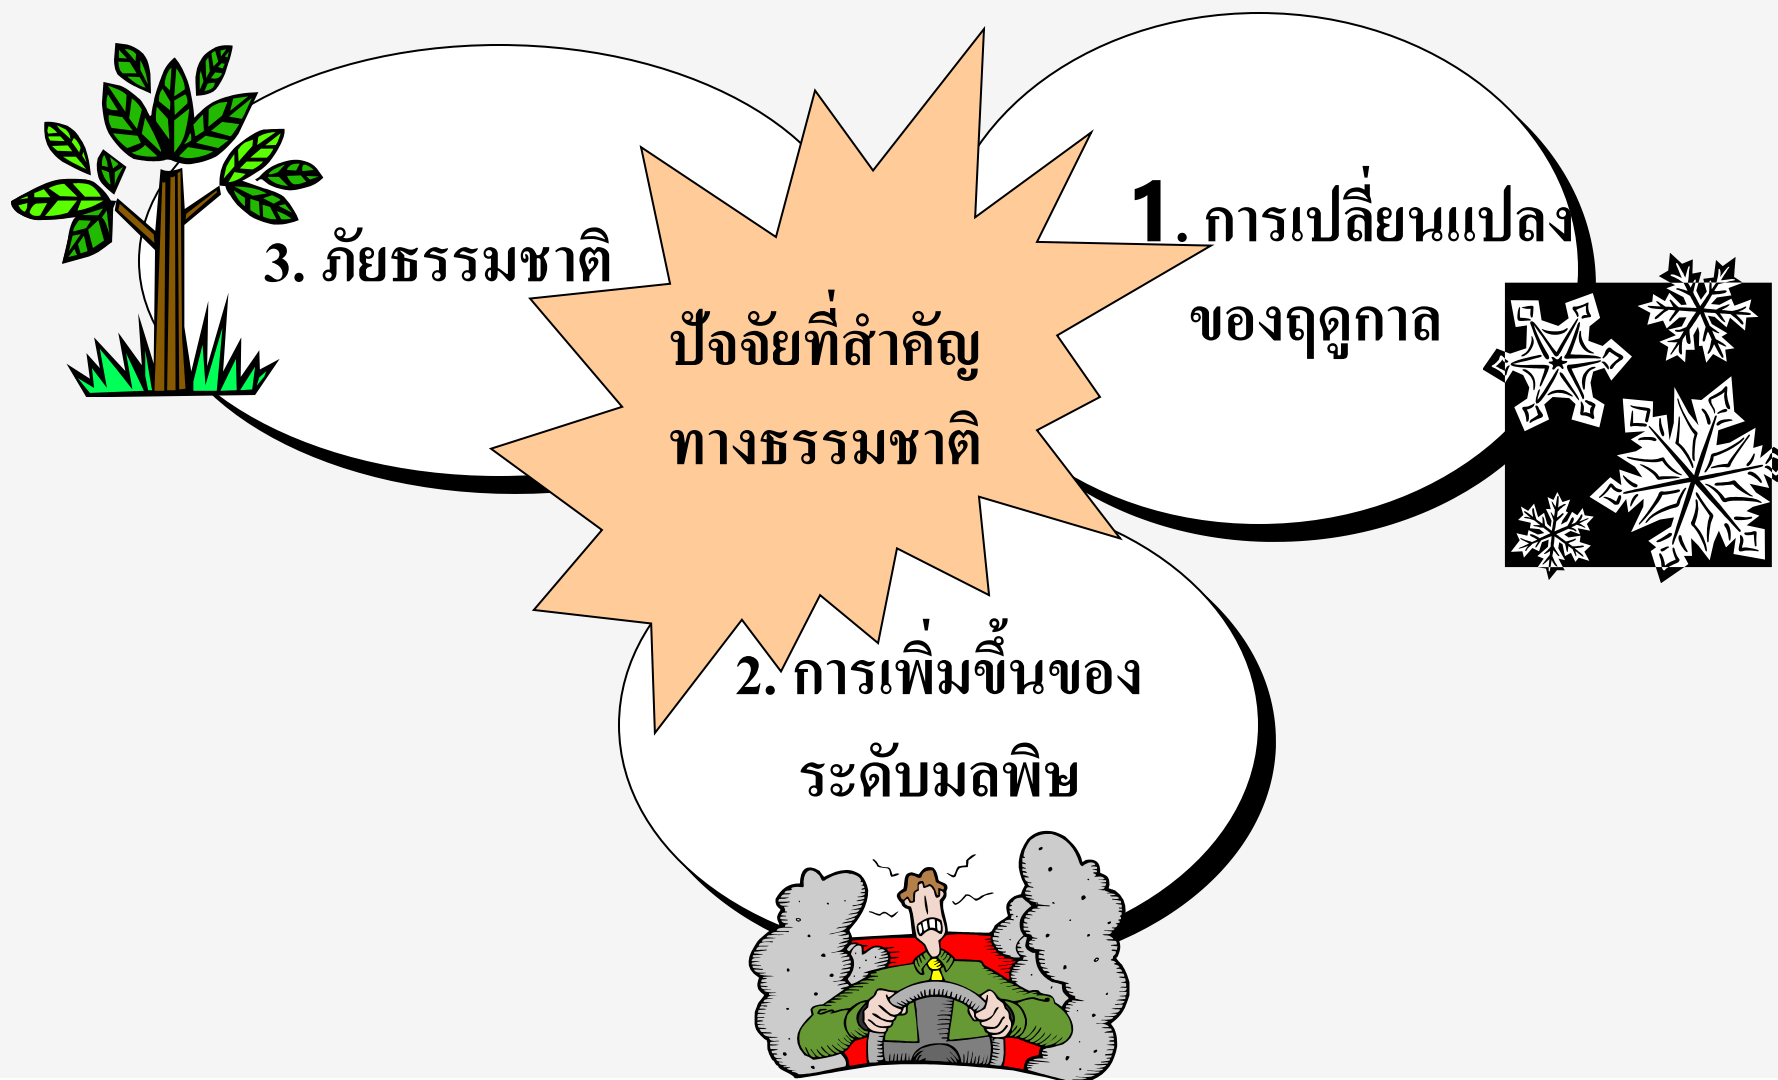 ปัจจัยที่สำคัญ
ทางธรรมชาติ
1. การเปลี่ยนแปลง
ของฤดูกาล
2. การเพิ่มขึ้นของ
ระดับมลพิษ
3. ภัยธรรมชาติ